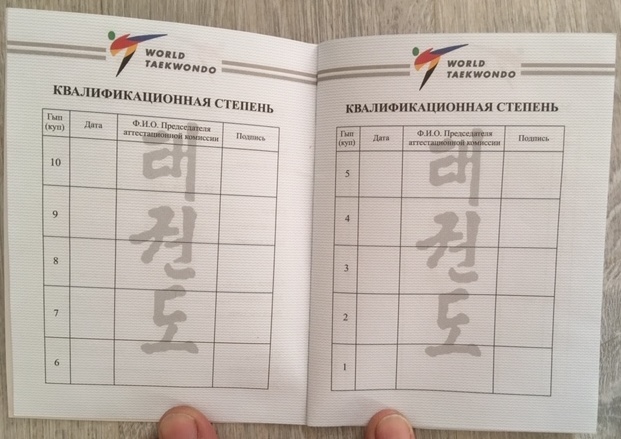 WORLD
TAEKWONDO
КВАЛИФИКАЦИОННАЯ СТЕПЕНЬ
Гып (куп) Дата Ф.И.О. Председателя аттестационной комиссии Подпись
10
9
8
7
6
태권도
WORLD
TAEKWONDO
КВАЛИФИКАЦИОННАЯ СТЕПЕНЬ
Гып (куп) Дата Ф.И.О. Председателя аттестационной комиссии Подпись
5
4
3
2
1
태권도